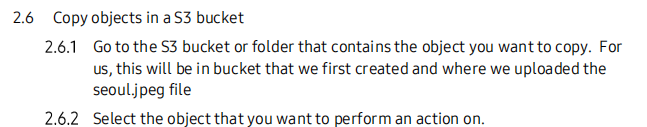 2.6 Copy objects in a S3 bucket
2.6.1 Go to the S3 bucket or folder that contains the object you want to copy. For
us, this will be in bucket that we first created and where we uploaded the
seoul.jpeg file
2.6.2 Select the object that you want to perform an action on.